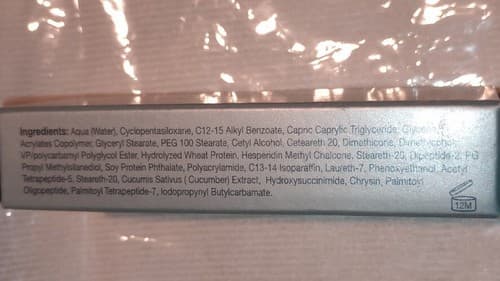 Ingredients: Aqua (Water), Cyclopentasiloxane, C12-15 Alkyl Benzoate, Capric Caprylic Triglyceride,
Acrylates Copolymer, Glyceryl Stearate, PEG 100 Stearate, Cetyl Alcohol, Ceteareth 20, Dimethicone, Dimethiconol,
VP/polycarbamyl Polyglycol Ester, Hydrolyzed Wheat Protein, Hesperidin Methyl Chalcone, Steareth-20, Dipeptide-2, PG
Propyl Methylsilanediol, Soy Protein Phthalate, Polyacrylamide, C13-14 Isoparaffin, Laureth-7, Phenoxyethanol, Acetyl
Tetrapeptide-5, Steareth-20, Cucumis Sativus ( Cucumber) Extract, Hydroxysuccinimide, Chrysin, Palmitoyl
Oligopeptide, Palmitoyl Tetrapeptide-7, Iodopropynyl Butylcarbamate.
12M